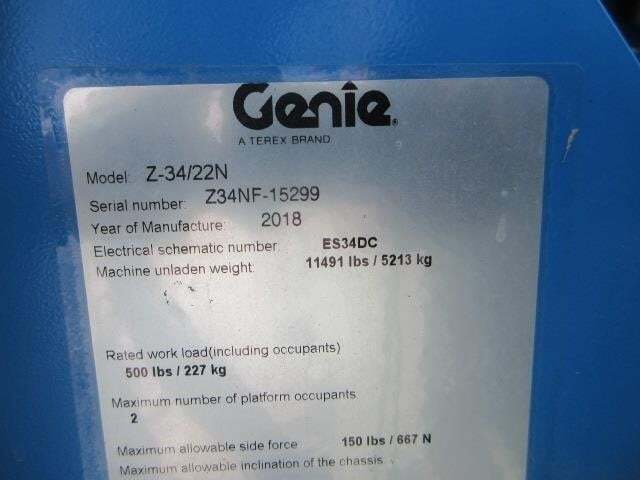 Genie®
A TEREX BRAND
Model: Z-34/22N
Serial number: Z34NF-15299
Year of Manufacture: 2018
Electrical schematic number ES34DC
Machine unladen weight: 11491 lbs / 5213 kg
Rated work load(including occupants)
500 lbs / 227 kg
Maximum number of platform occupants
2
Maximum allowable side force 150 lbs / 667 N
Maximum allowable inclination of the chassis